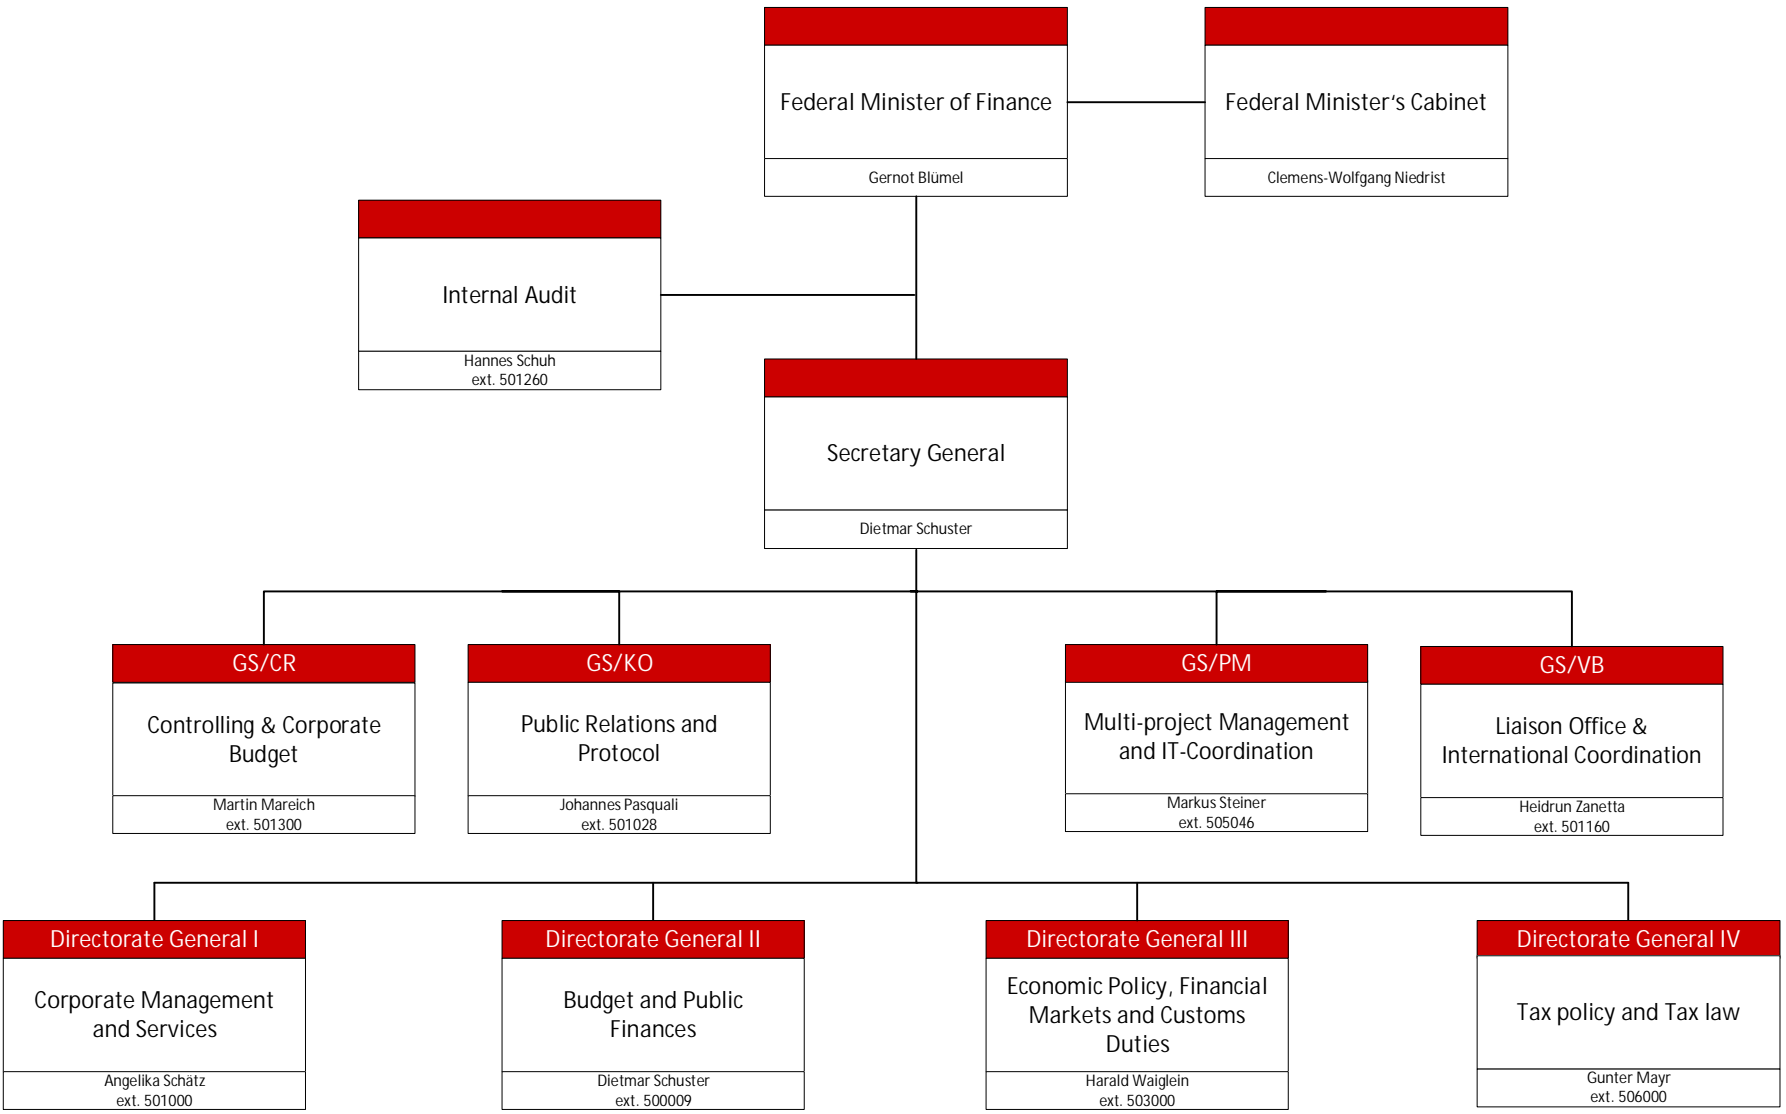 Federal Minister of Finance
Gernot Blümel
Federal Minister‘s Cabinet
Clemens-Wolfgang Niedrist
Internal Audit
Hannes Schuh
ext. 501260
Secretary General
Dietmar Schuster
GS/CR
Controlling & Corporate
Budget
Martin Mareich
ext. 501300
GS/KO
Public Relations and
Protocol
Johannes Pasquali
ext. 501028
GS/PM
Multi-project Management
and IT-Coordination
Markus Steiner
ext. 505046
GS/VB
Liaison Office &
International Coordination
Heidrun Zanetta
ext. 501160
Directorate General I
Corporate Management
and Services
Angelika Schätz
ext. 501000
Directorate General II
Budget and Public
Finances
Dietmar Schuster
ext. 500009
Directorate General III
Economic Policy, Financial
Markets and Customs
Duties
Harald Waiglein
ext. 503000
Directorate General IV
Tax policy and Tax law
Gunter Mayr
ext. 506000